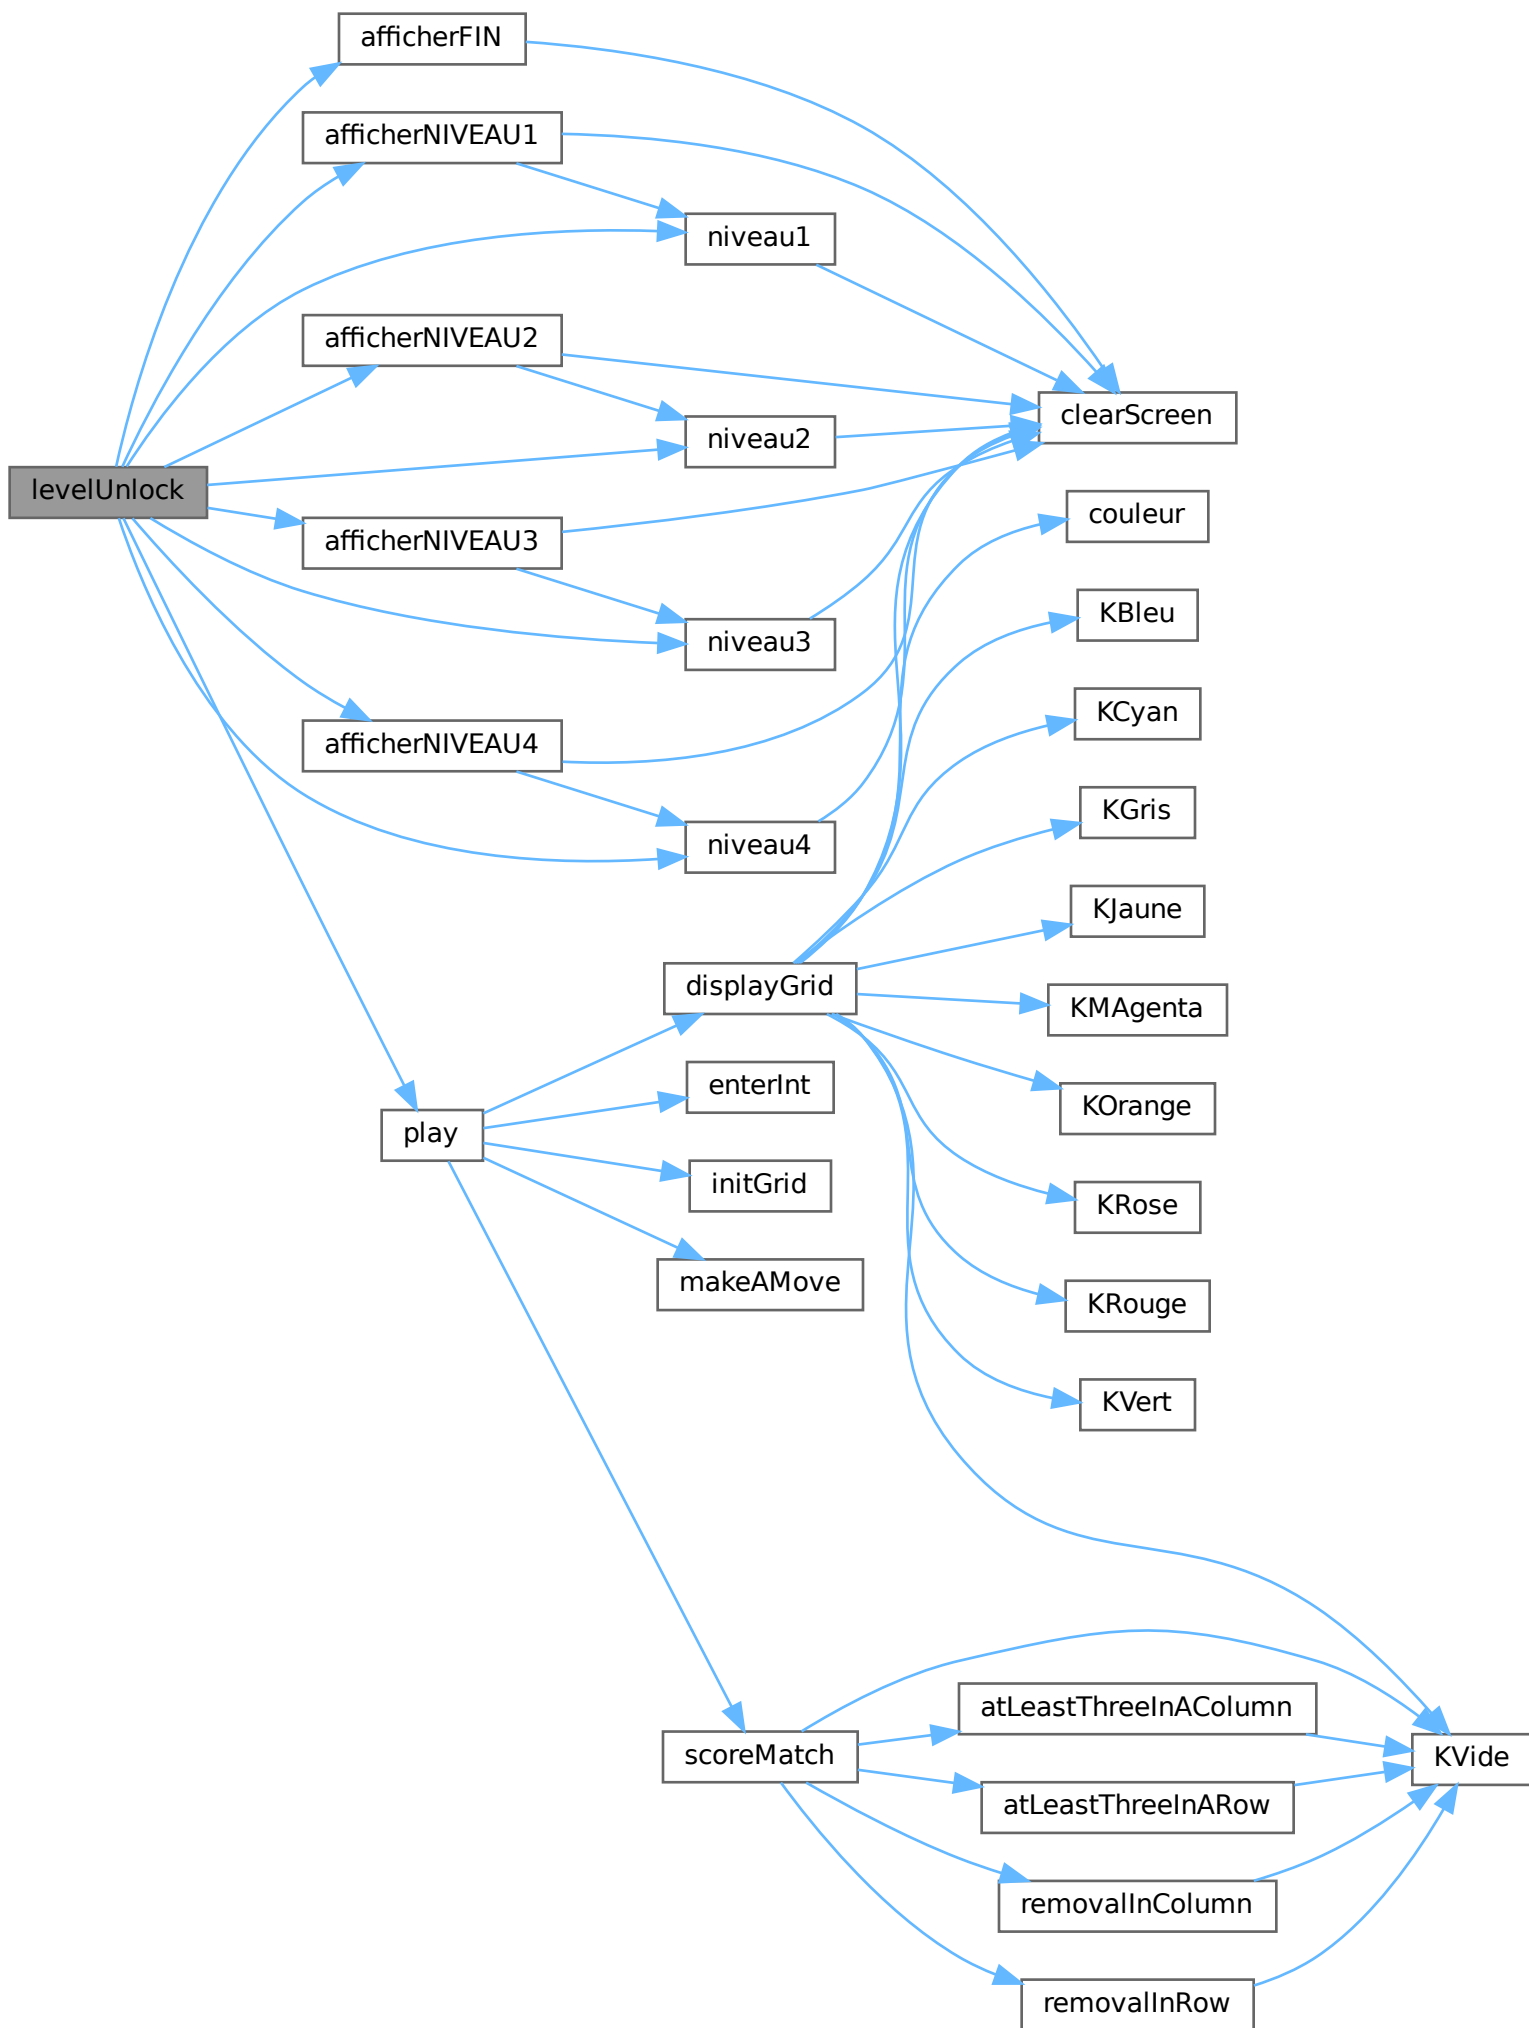 afficherFIN
afficherNIVEAU1
niveau1
afficherNIVEAU2
clearScreen
niveau2
levelUnlock
couleur
afficherNIVEAU3
KBleu
niveau3
KCyan
afficherNIVEAU4
KGris
niveau4
KJaune
displayGrid
KMAgenta
enterInt
KOrange
play
initGrid
KRose
makeAMove
KRouge
KVert
atLeastThreeInAColumn
scoreMatch
KVide
atLeastThreeInARow
removalInColumn
removalInRow